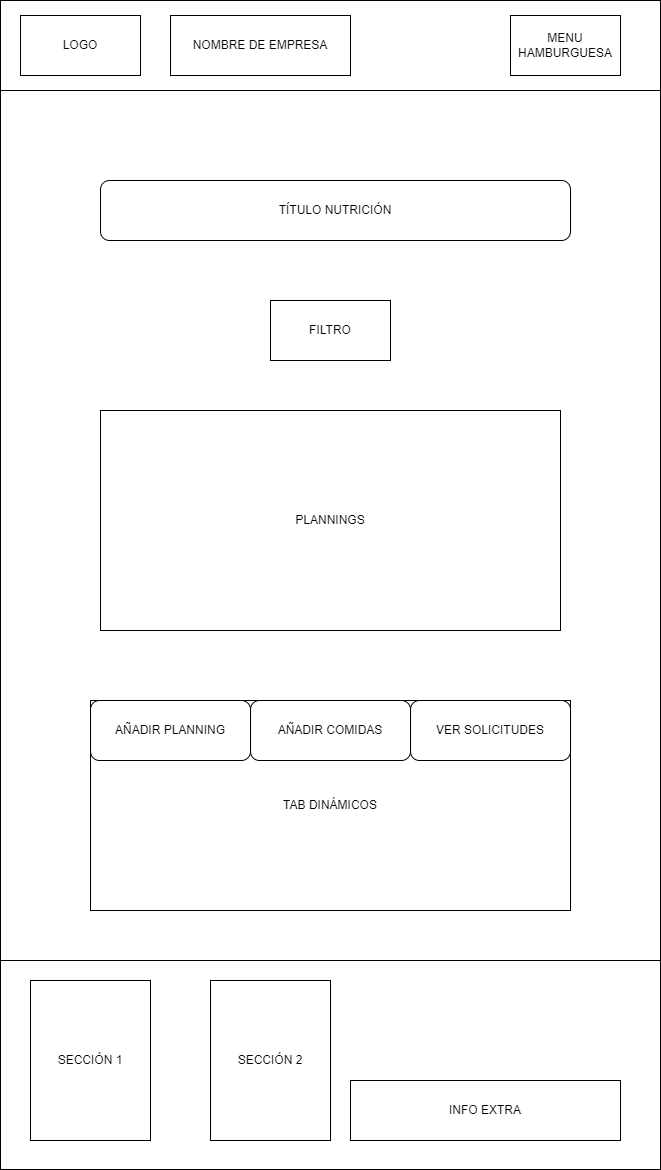 LOGO
NOMBRE DE EMPRESA
MENU
HAMBURGUESA
TÍTULO NUTRICIÓN
FILTRO
PLANNINGS
AÑADIR PLANNING
AÑADIR COMIDAS
VER SOLICITUDES
TAB DINÁMICOS
SECCIÓN 1
SECCIÓN 2
INFO EXTRA